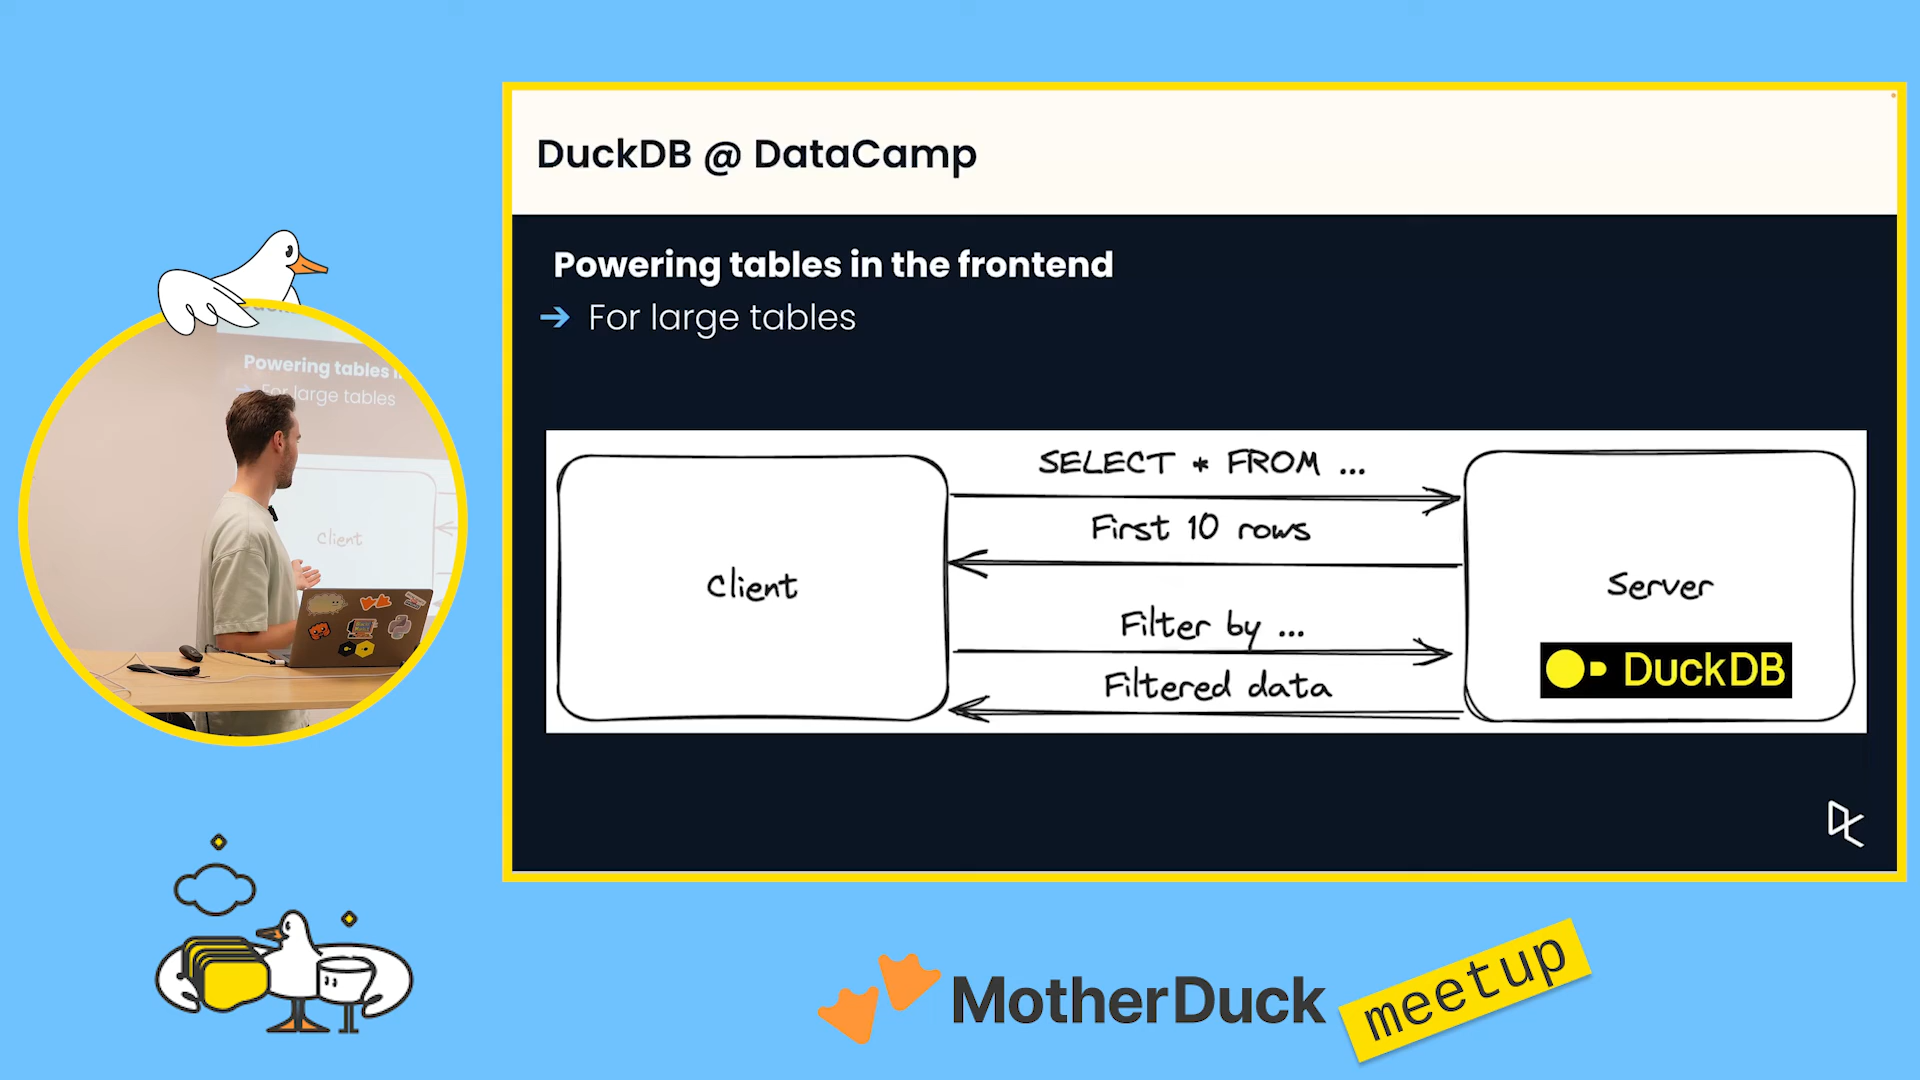 DuckDB @ DataCamp
Powering tables in the frontend
→ For large tables
SELECT * FROM ...
First 10 rows
Client
Server
Filter by ...
Filtered data
DuckDB
Powering tables i
For large tables
Client
MotherDuck
meetup